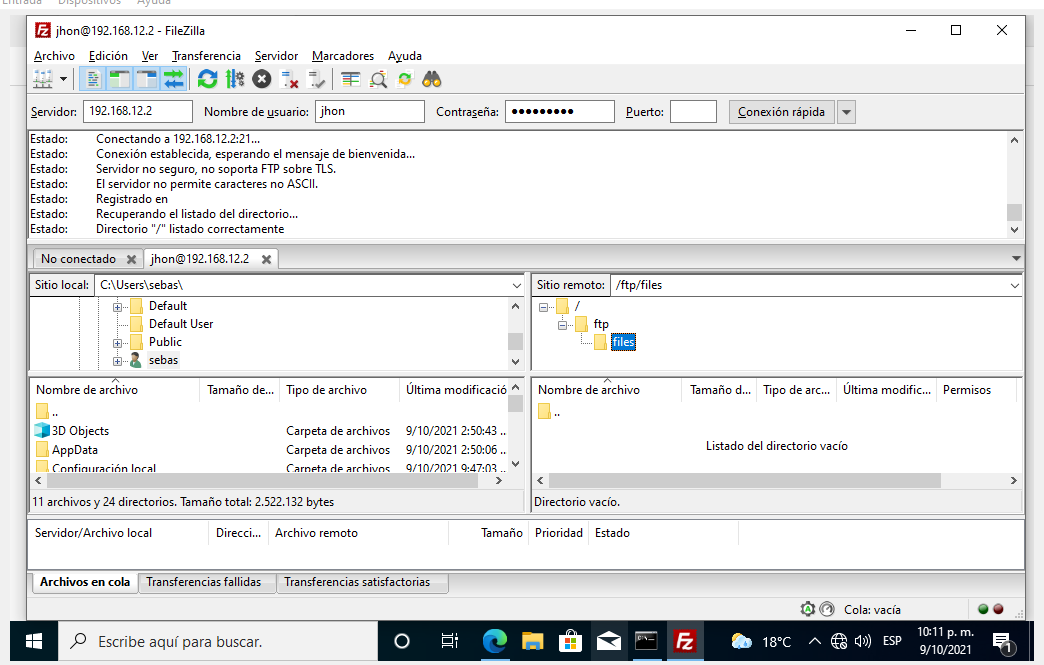 Entrada Dispositivos Ayuda
jhon@192.168.12.2 - FileZilla
Archivo Edición Ver Transferencia Servidor Marcadores Ayuda
Servidor: 192.168.12.2 Nombre de usuario: jhon Contraseña: ●●●●●●●●● Puerto: Conexión rápida
Estado: Conectando a 192.168.12.2:21...
Estado: Conexión establecida, esperando el mensaje de bienvenida...
Estado: Servidor no seguro, no soporta FTP sobre TLS.
Estado: El servidor no permite caracteres no ASCII.
Estado: Registrado en
Estado: Recuperando el listado del directorio...
Estado: Directorio "/" listado correctamente
No conectado jhon@192.168.12.2
Sitio local: C:\Users\sebas\
Default
Default User
Public
sebas
Sitio remoto: /ftp/files
/
ftp
files
Nombre de archivo Tamaño de... Tipo de archivo Última modificació
..
3D Objects Carpeta de archivos 9/10/2021 2:50:43 ..
AppData Carpeta de archivos 9/10/2021 2:50:06 ..
Configuración local Carpeta de archivos 9/10/2021 9:47:03 ..
11 archivos y 24 directorios. Tamaño total: 2.522.132 bytes
Nombre de archivo Tamaño d... Tipo de arc... Última modific... Permisos
..
Listado del directorio vacío
Directorio vacío.
Servidor/Archivo local Direcci... Archivo remoto Tamaño Prioridad Estado
Archivos en cola Transferencias fallidas Transferencias satisfactorias
Cola: vacía
Escribe aquí para buscar. 18°C ESP 10:11 p. m.
9/10/2021 1